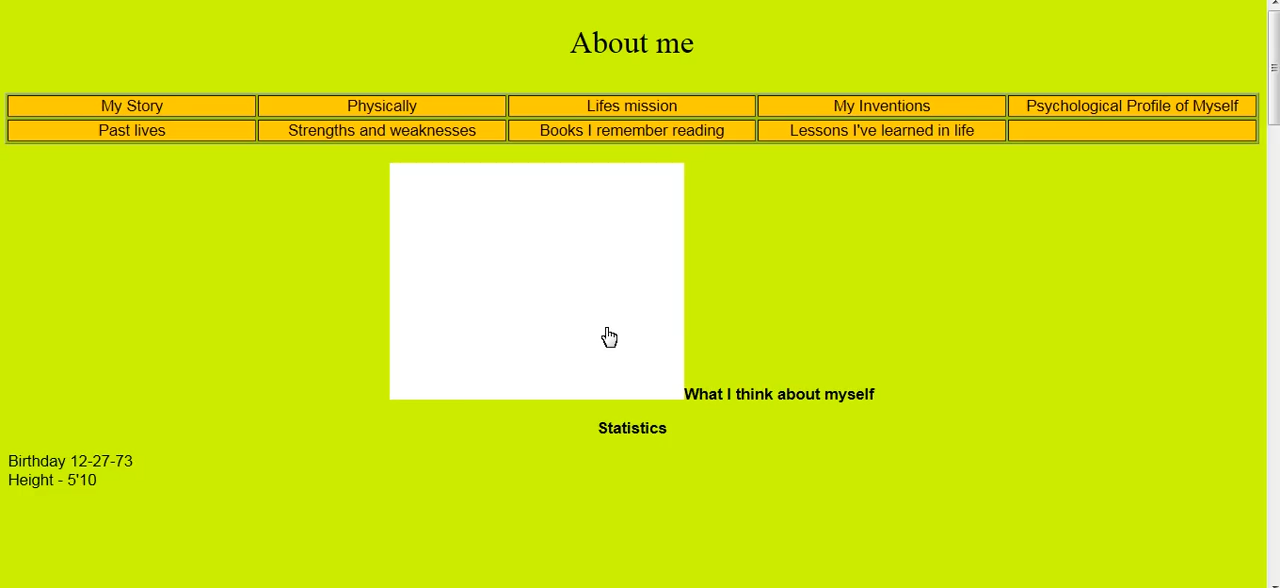 About me
My Story Physically Lifes mission My Inventions Psychological Profile of Myself
Past lives Strengths and weaknesses Books I remember reading Lessons I've learned in life
What I think about myself
Statistics
Birthday 12-27-73
Height - 5'10